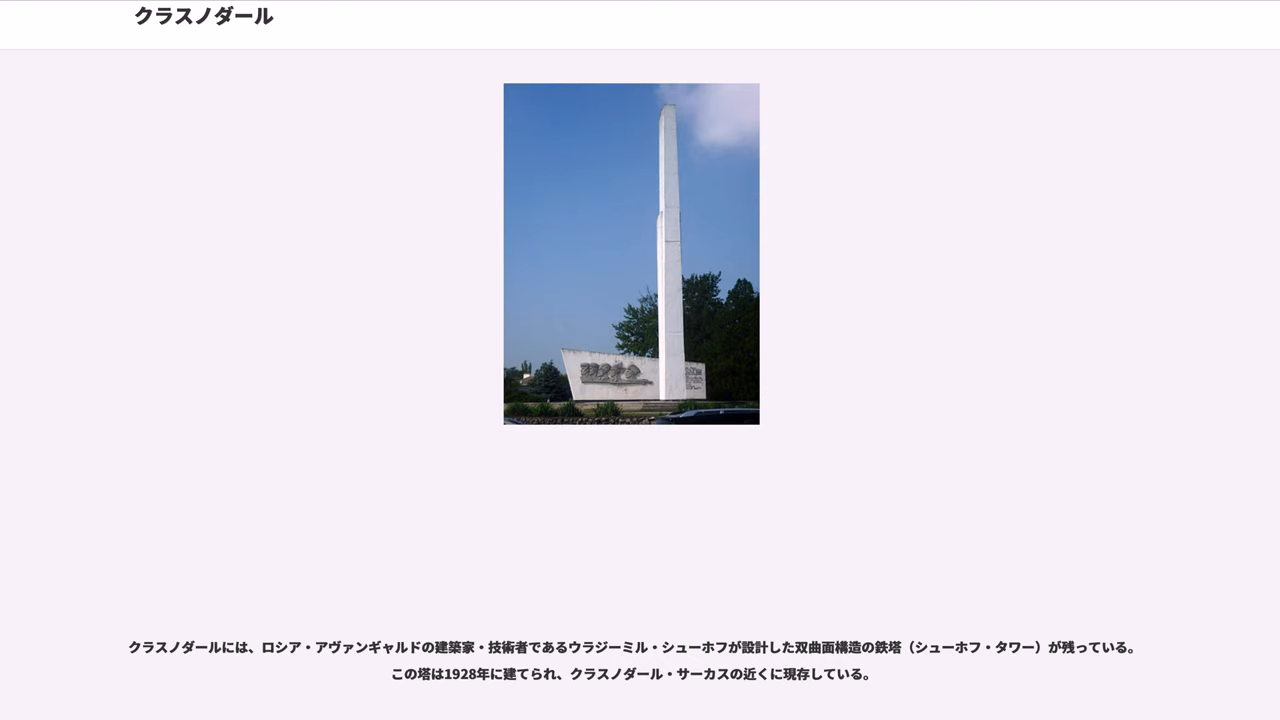 クラスノダール
クラスノダールには、ロシア・アヴァンギャルドの建築家・技術者であるウラジーミル・シューホフが設計した双曲面構造の鉄塔（シューホフ・タワー）が残っている。
この塔は1928年に建てられ、クラスノダール・サーカスの近くに現存している。